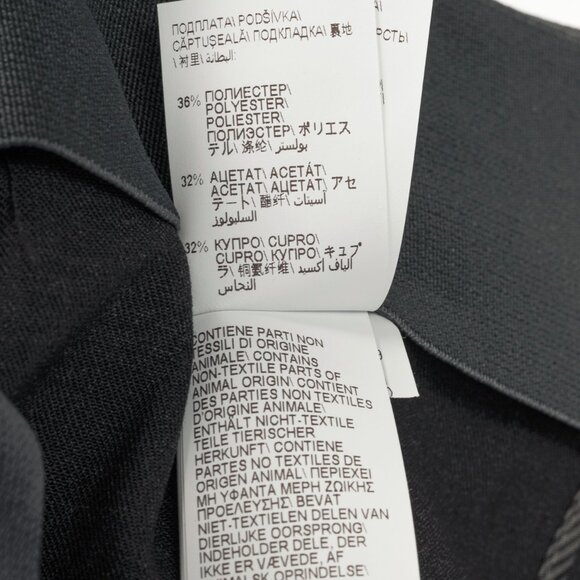 ПОДПЛАТА\ PODŠÍVKA\
CĂPTUȘEALĂ\ ПОДКЛАДКА\ 裏地
\ 衬里\ البطانة:
36% ПОЛИЕСТЕР\
POLYESTER\
POLIESTER\
ПОЛИЭСТЕР\ ポリエス
テル\ 涤纶\ بولستر
32% АЦЕТАТ\ ACETÁT\
ACETAT\ АЦЕТАТ\ アセ
テート\ 醋纤\ أسيتات
السليولوز
32% КУПРО\ CUPRO\
CUPRO\ КУПРО\ キュプ
ラ\ 铜氨纤维\ ألياف أكسيد
النحاس
РСТЬ\
CONTIENE PARTI NON
TESSILI DI ORIGINE
ANIMALE\ CONTAINS
NON-TEXTILE PARTS OF
ANIMAL ORIGIN\ CONTIENT
DES PARTIES NON TEXTILES
D'ORIGINE ANIMALE\
ENTHÄLT NICHT-TEXTILE
TEILE TIERISCHER
HERKUNFT\ CONTIENE
PARTES NO TEXTILES DE
ORIGEN ANIMAL\ ΠΕΡΙΕΧΕΙ
ΜΗ ΥΦΑΝΤΑ ΜΕΡΗ ΖΩΙΚΗΣ
ΠΡΟΕΛΕΥΣΗΣ\ BEVAT
NIET-TEXTIELEN DELEN VAN
DIERLIJKE OORSPRONG\
INDEHOLDER DELE, DER
IKKE ER VÆVEDE, AF